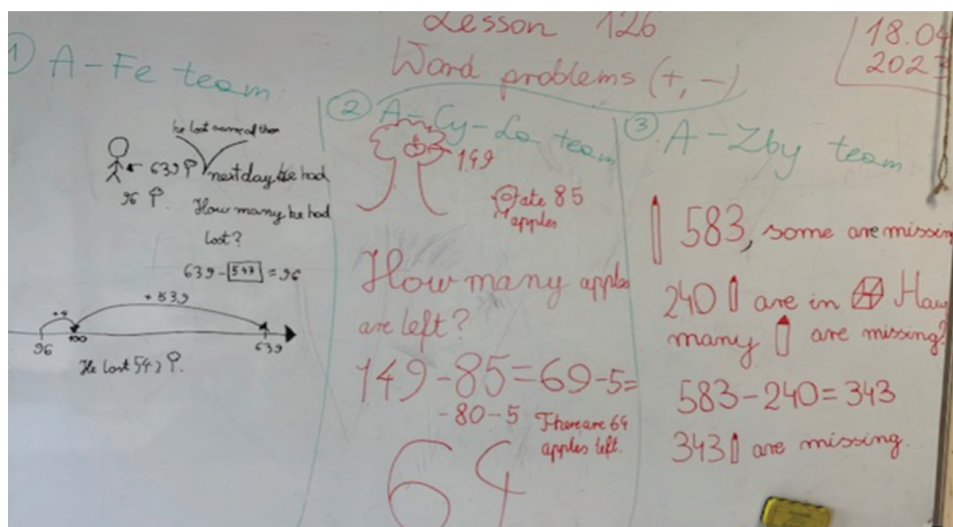 Lesson 126
Word problems (+, -)
18.04
2023
1) A-Fe team
he lost some of them
639
next day, he had
96
How many he had
lost?
639 - 543 = 96
+4
+539
96
100
639
He lost 543
2 A-Cy-La team
149
ate 85
apples
How many apples
are left?
149-85=69-5=
-80-5
There are 64
apples left.
64
3 A-Zby team
583, some are missing
240 are in How
many are missing?
583-240=343
343 are missing.